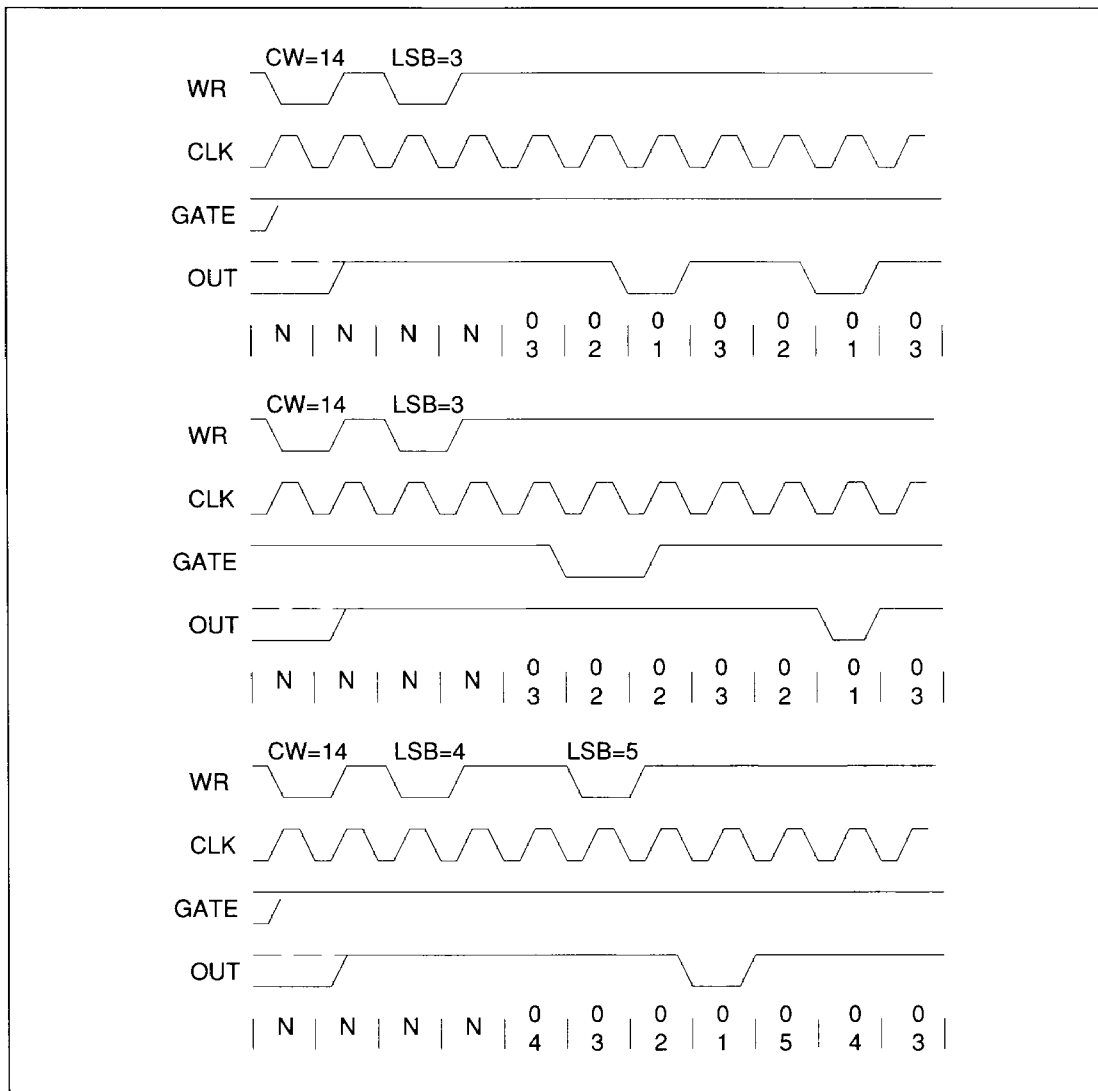 CW=14 LSB=3
WR
CLK
GATE
OUT
0 0 0 0 0 0 0
| N | N | N | N | 3 | 2 | 1 | 3 | 2 | 1 | 3 |
CW=14 LSB=3
WR
CLK
GATE
OUT
0 0 0 0 0 0 0
| N | N | N | N | 3 | 2 | 2 | 3 | 2 | 1 | 3 |
CW=14 LSB=4 LSB=5
WR
CLK
GATE
OUT
0 0 0 0 0 0 0
| N | N | N | N | 4 | 3 | 2 | 1 | 5 | 4 | 3 |